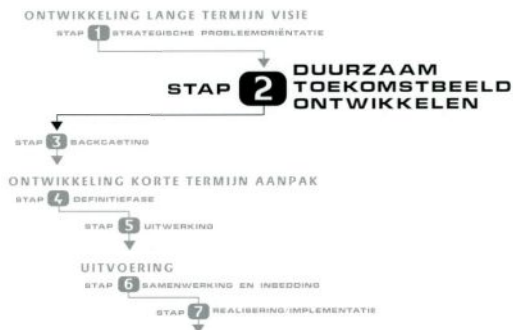 ONTWIKKELING LANGE TERMIJN VISIE
STAP 1 STRATEGISCHE PROBLEEMORIËNTATIE
STAP 2 DUURZAAM
TOEKOMSTBEELD
ONTWIKKELEN
STAP 3 BACKCASTING
ONTWIKKELING KORTE TERMIJN AANPAK
STAP 4 DEFINITIEFASE
STAP 5 UITWERKING
UITVOERING
STAP 6 SAMENWERKING EN INBEDDING
STAP 7 REALISERING/IMPLEMENTATIE